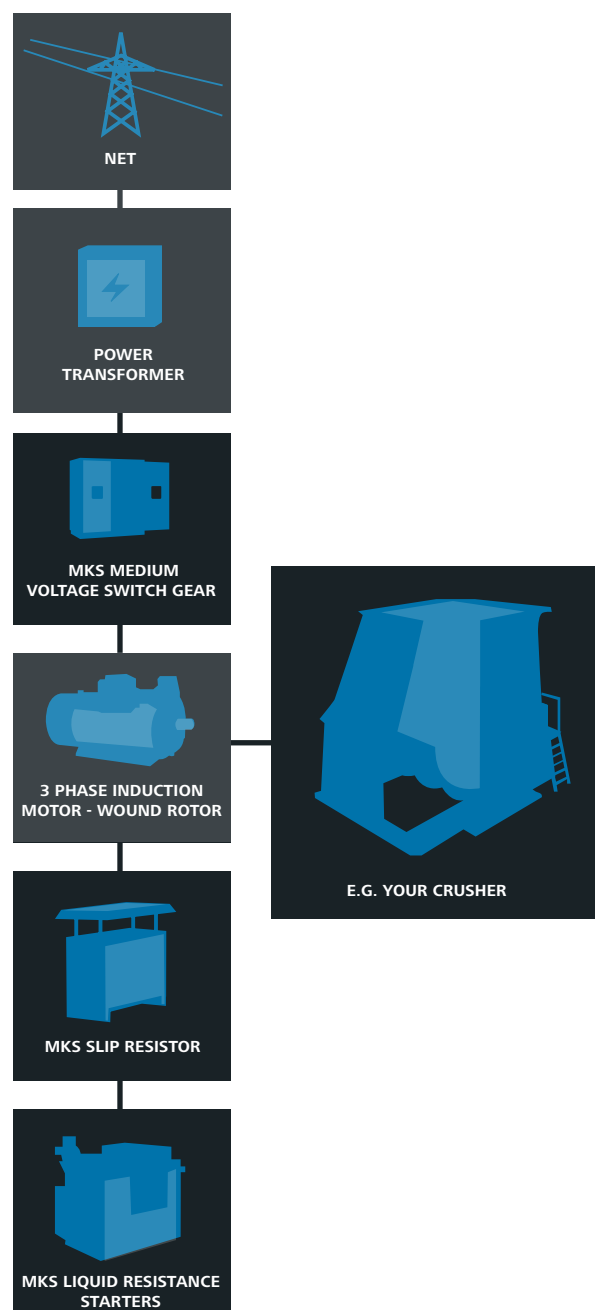 NET
POWER
TRANSFORMER
MKS MEDIUM
VOLTAGE SWITCH GEAR
3 PHASE INDUCTION
MOTOR - WOUND ROTOR
E.G. YOUR CRUSHER
MKS SLIP RESISTOR
MKS LIQUID RESISTANCE
STARTERS